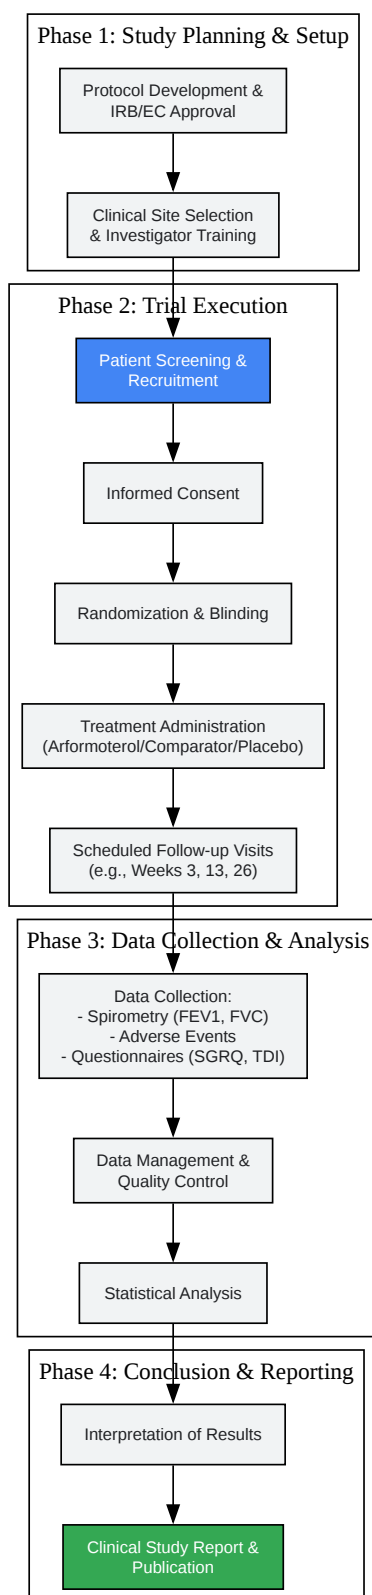 Phase 1: Study Planning & Setup
Protocol Development &
IRB/EC Approval
Clinical Site Selection
& Investigator Training
Phase 2: Trial Execution
Patient Screening &
Recruitment
Informed Consent
Randomization & Blinding
Treatment Administration
(Arformoterol/Comparator/Placebo)
Scheduled Follow-up Visits
(e.g., Weeks 3, 13, 26)
Phase 3: Data Collection & Analysis
Data Collection:
- Spirometry (FEV1, FVC)
- Adverse Events
- Questionnaires (SGRQ, TDI)
Data Management &
Quality Control
Statistical Analysis
Phase 4: Conclusion & Reporting
Interpretation of Results
Clinical Study Report &
Publication